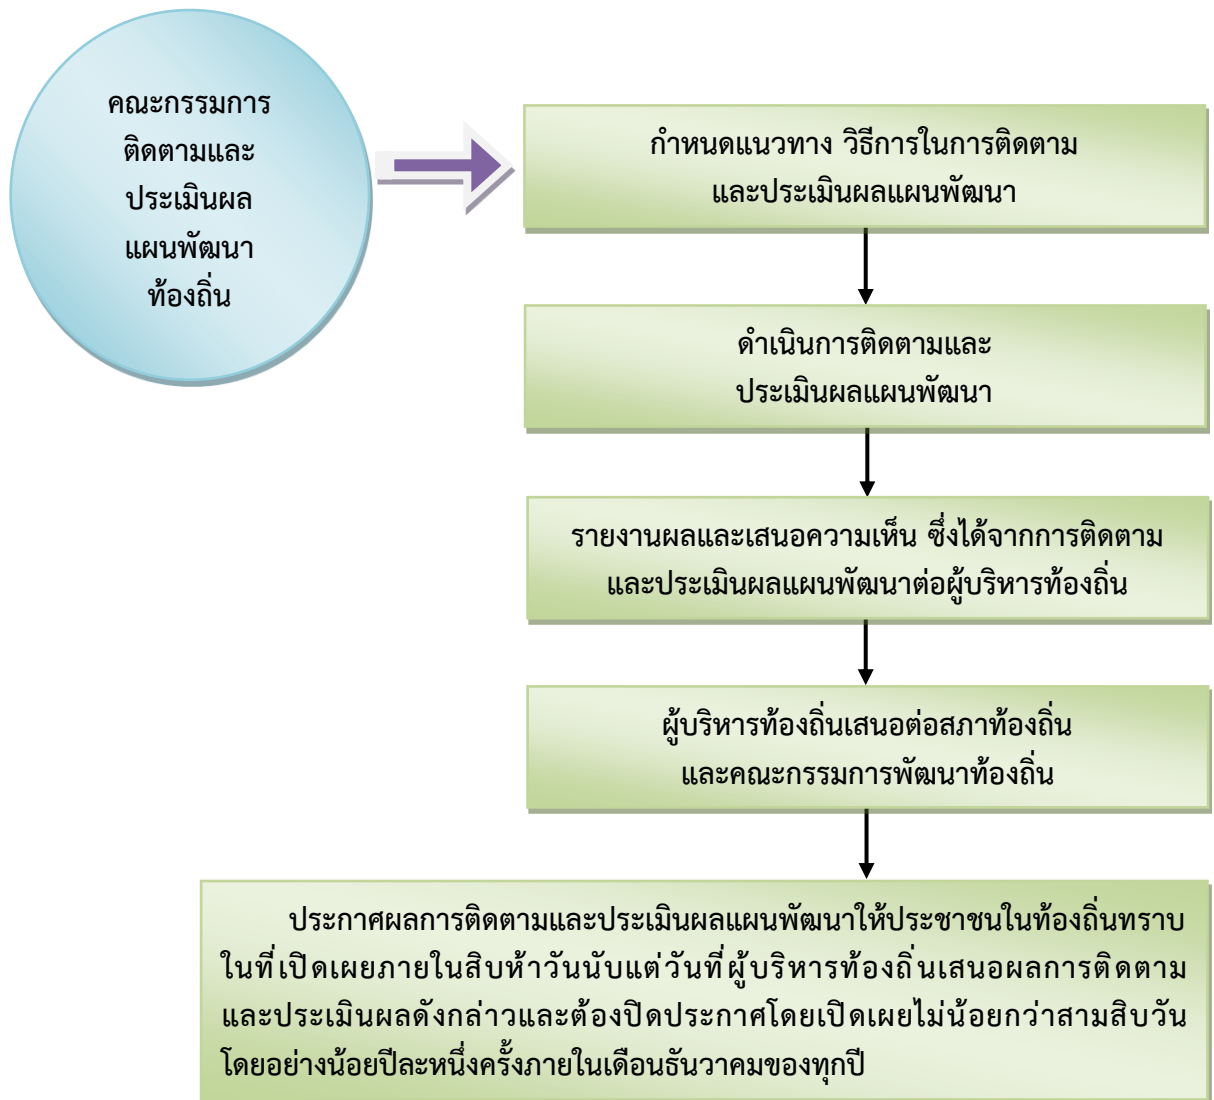 คณะกรรมการ
ติดตามและ
ประเมินผล
แผนพัฒนา
ท้องถิ่น
กำหนดแนวทาง วิธีการในการติดตาม
และประเมินผลแผนพัฒนา
ดำเนินการติดตามและ
ประเมินผลแผนพัฒนา
รายงานผลและเสนอความเห็น ซึ่งได้จากการติดตาม
และประเมินผลแผนพัฒนาต่อผู้บริหารท้องถิ่น
ผู้บริหารท้องถิ่นเสนอต่อสภาท้องถิ่น
และคณะกรรมการพัฒนาท้องถิ่น
ประกาศผลการติดตามและประเมินผลแผนพัฒนาให้ประชาชนในท้องถิ่นทราบ
ในที่เปิดเผยภายในสิบห้าวันนับแต่วันที่ผู้บริหารท้องถิ่นเสนอผลการติดตาม
และประเมินผลดังกล่าวและต้องปิดประกาศโดยเปิดเผยไม่น้อยกว่าสามสิบวัน
โดยอย่างน้อยปีละหนึ่งครั้งภายในเดือนธันวาคมของทุกปี